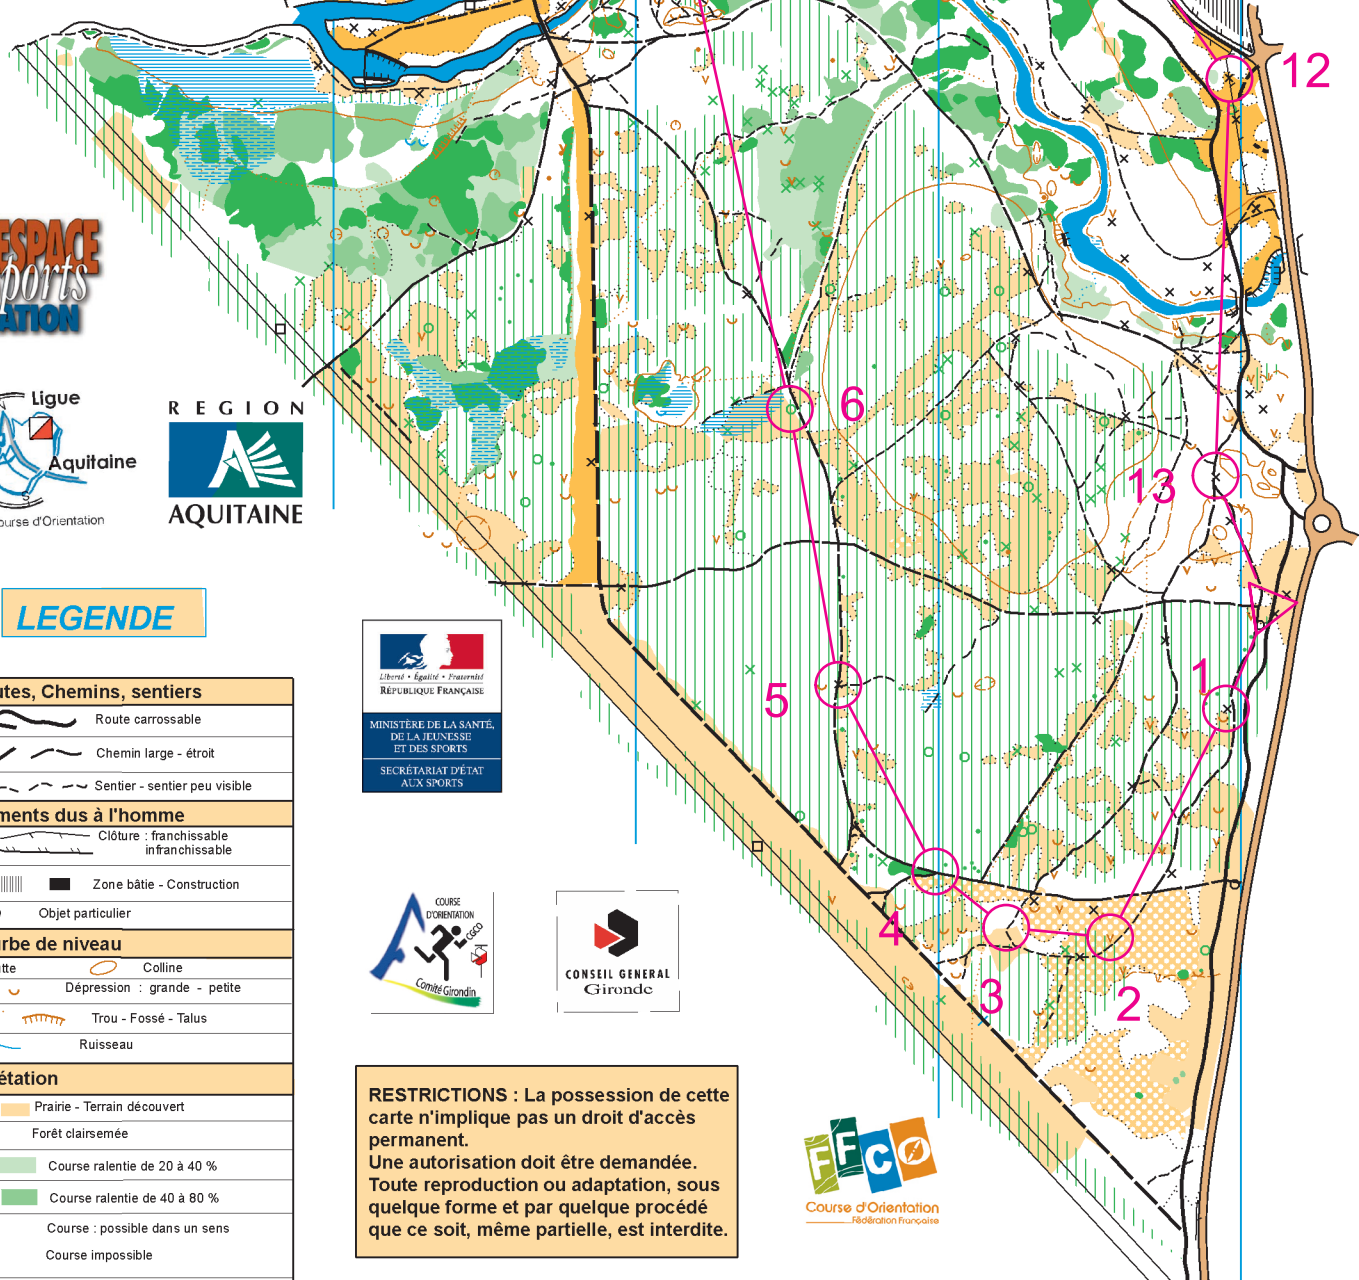 12
ESPACE
ports
ATION
6
13
Ligue
Aquitaine
ourse d'Orientation
REGION
AQUITAINE
LEGENDE
utes, Chemins, sentiers
Route carrossable
Chemin large - étroit
Sentier - sentier peu visible
ments dus à l'homme
Clôture : franchissable
infranchissable
Zone bâtie - Construction
Objet particulier
rbe de niveau
tte Colline
Dépression : grande - petite
Trou - Fossé - Talus
Ruisseau
étation
Prairie - Terrain découvert
Forêt clairsemée
Course ralentie de 20 à 40 %
Course ralentie de 40 à 80 %
Course : possible dans un sens
Course impossible
Liberté • Égalité • Fraternité
RÉPUBLIQUE FRANÇAISE
MINISTÈRE DE LA SANTÉ,
DE LA JEUNESSE
ET DES SPORTS
SECRÉTARIAT D'ÉTAT
AUX SPORTS
5
1
4
3
2
COURSE
D'ORIENTATION
CGCO
Comité Girondin
CONSEIL GENERAL
Gironde
RESTRICTIONS : La possession de cette
carte n'implique pas un droit d'accès
permanent.
Une autorisation doit être demandée.
Toute reproduction ou adaptation, sous
quelque forme et par quelque procédé
que ce soit, même partielle, est interdite.
FFCO
Course d'Orientation
Fédération Française